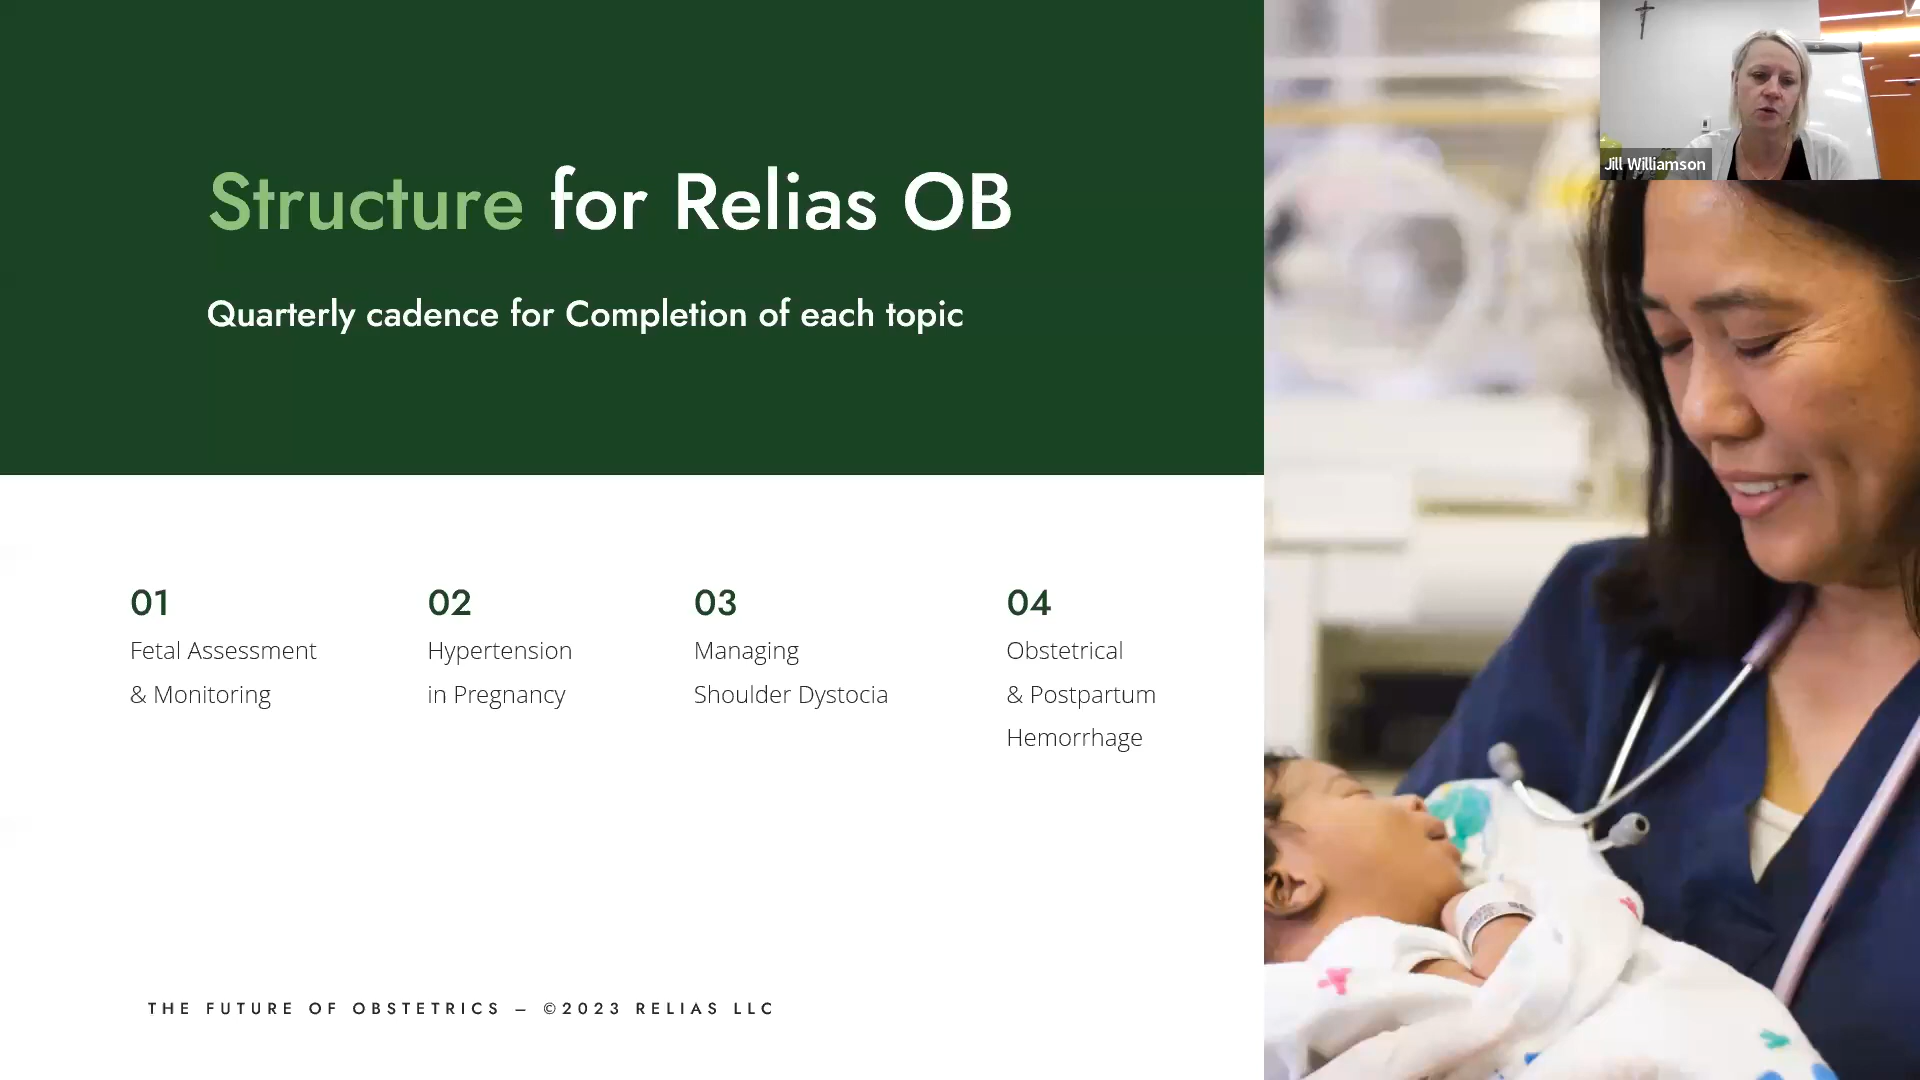 Structure for Relias OB
Quarterly cadence for Completion of each topic
01
Fetal Assessment
& Monitoring
02
Hypertension
in Pregnancy
03
Managing
Shoulder Dystocia
04
Obstetrical
& Postpartum
Hemorrhage
THE FUTURE OF OBSTETRICS – ©2023 RELIAS LLC
Jill Williamson